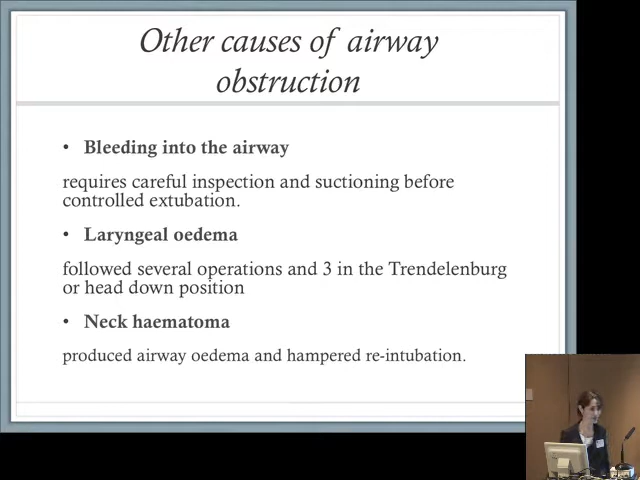 Other causes of airway
obstruction
• Bleeding into the airway
requires careful inspection and suctioning before
controlled extubation.
• Laryngeal oedema
followed several operations and 3 in the Trendelenburg
or head down position
• Neck haematoma
produced airway oedema and hampered re-intubation.